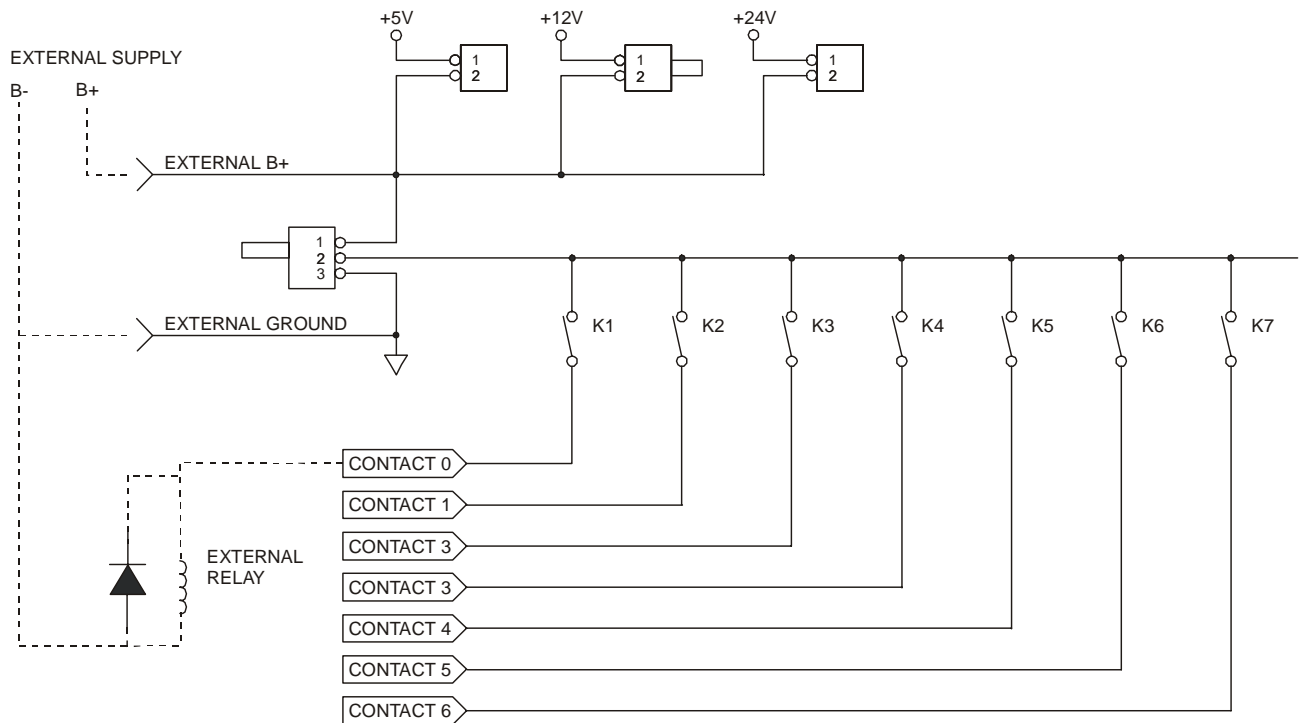 +5V
+12V
+24V
EXTERNAL SUPPLY
B-
B+
1
2
1
2
1
2
EXTERNAL B+
1
2
3
EXTERNAL GROUND
K1
K2
K3
K4
K5
K6
K7
CONTACT 0
CONTACT 1
CONTACT 3
CONTACT 3
CONTACT 4
CONTACT 5
CONTACT 6
EXTERNAL
RELAY